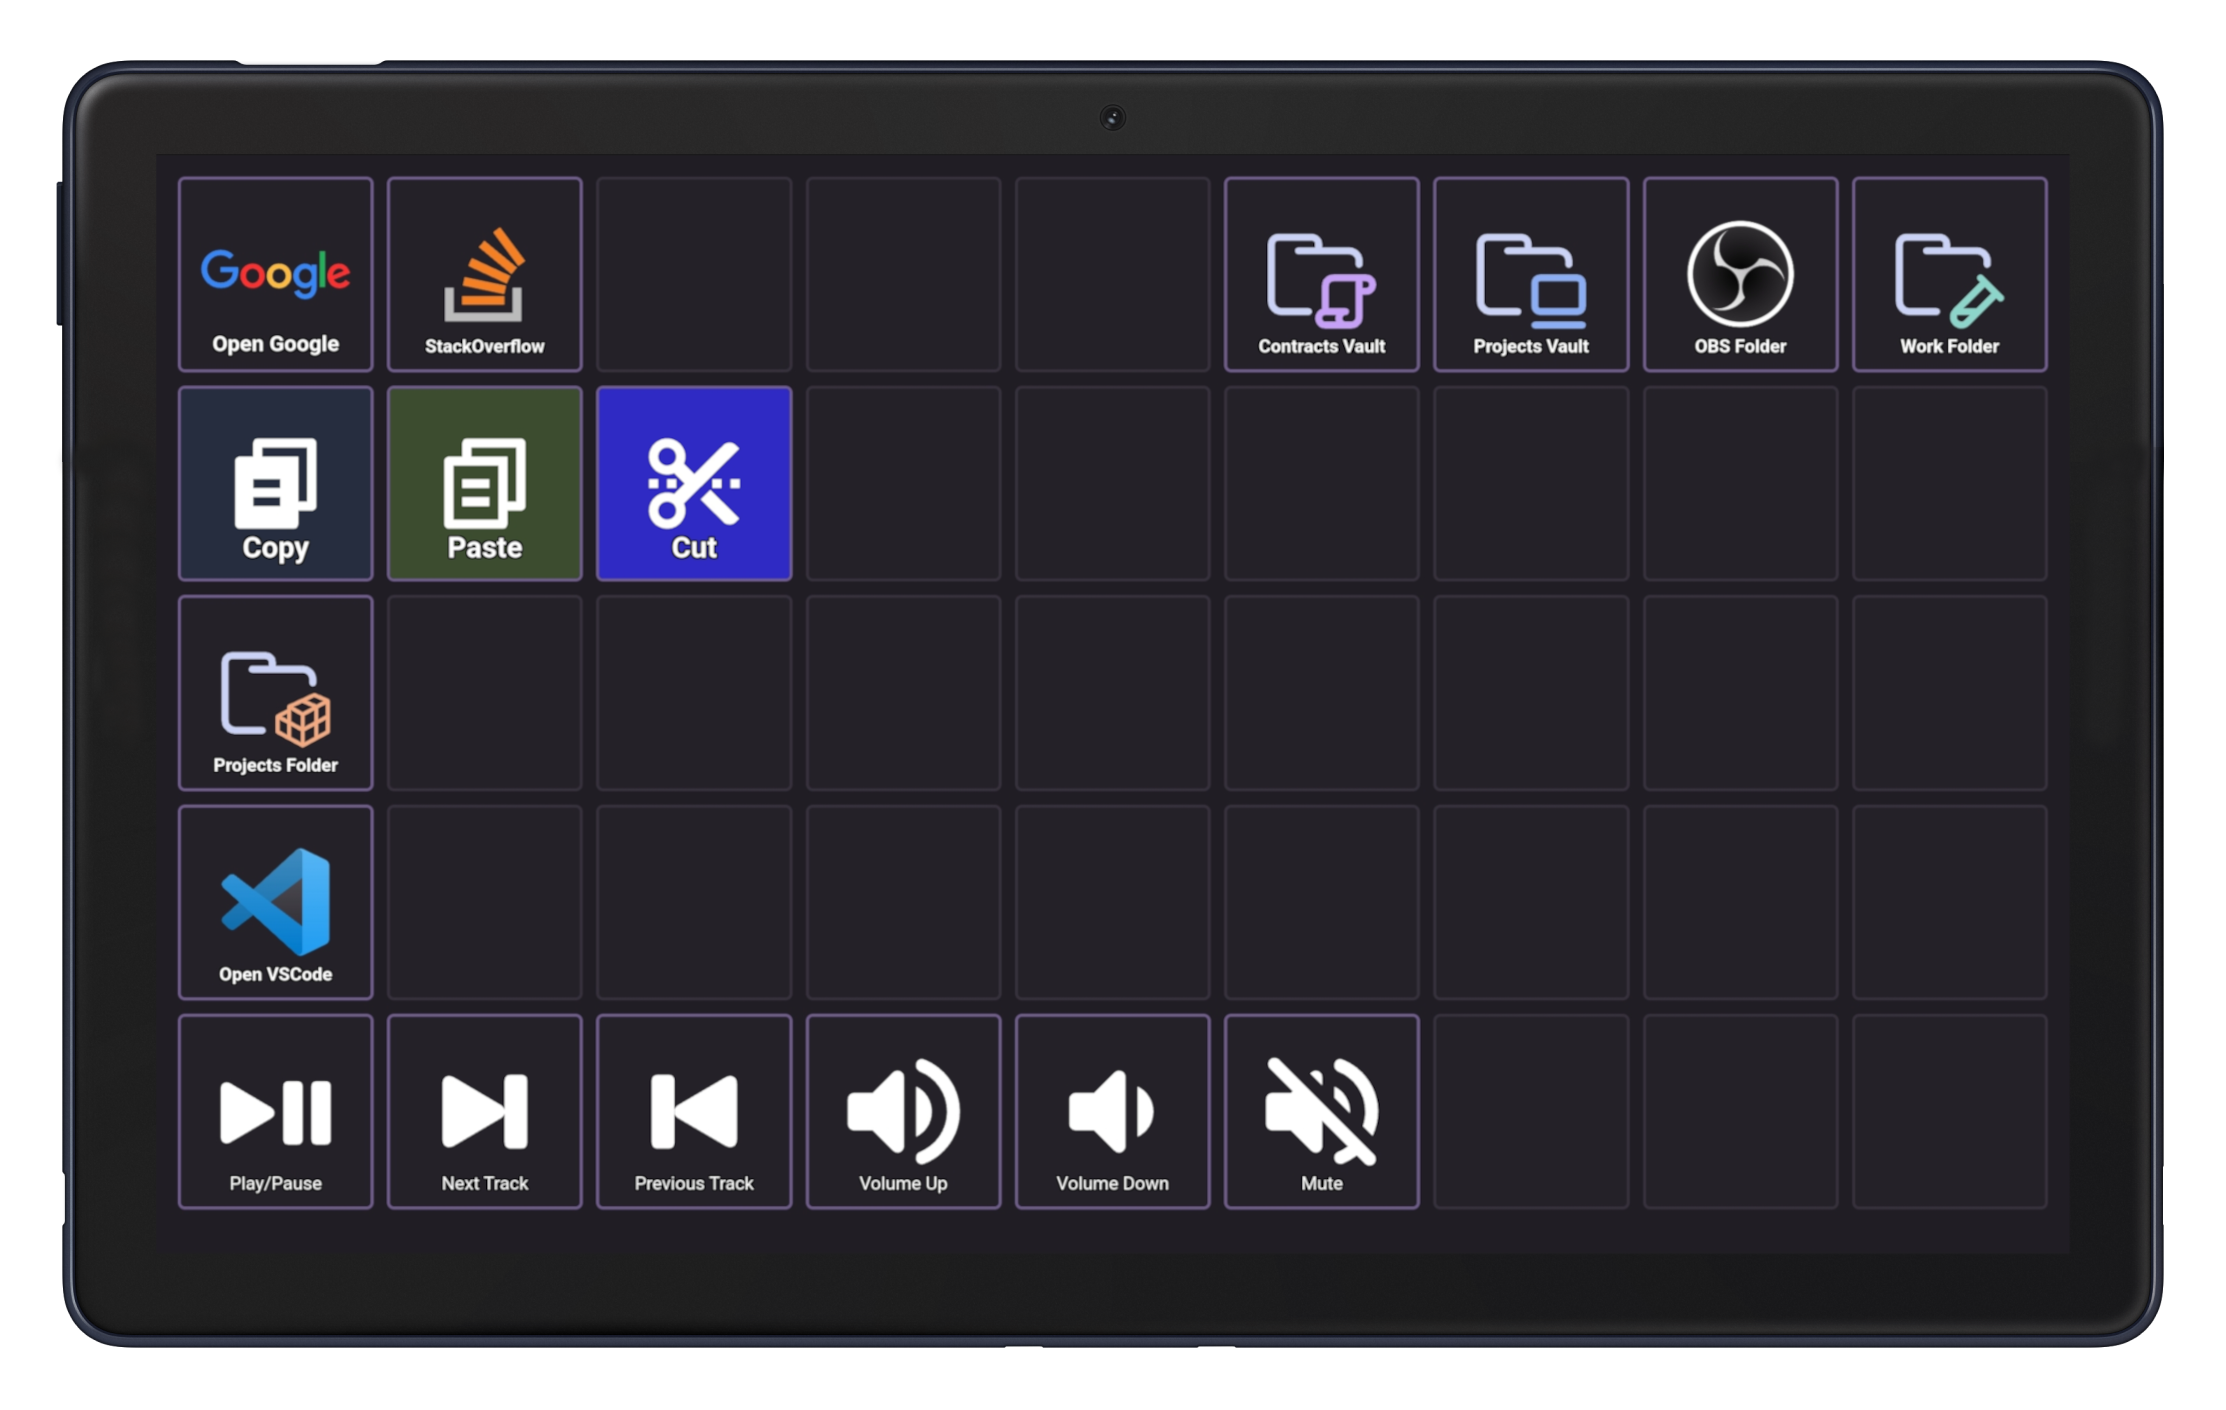 Google
Open Google
StackOverflow
Contracts Vault
Projects Vault
OBS Folder
Work Folder
Copy
Paste
Cut
Projects Folder
Open VSCode
Play/Pause
Next Track
Previous Track
Volume Up
Volume Down
Mute